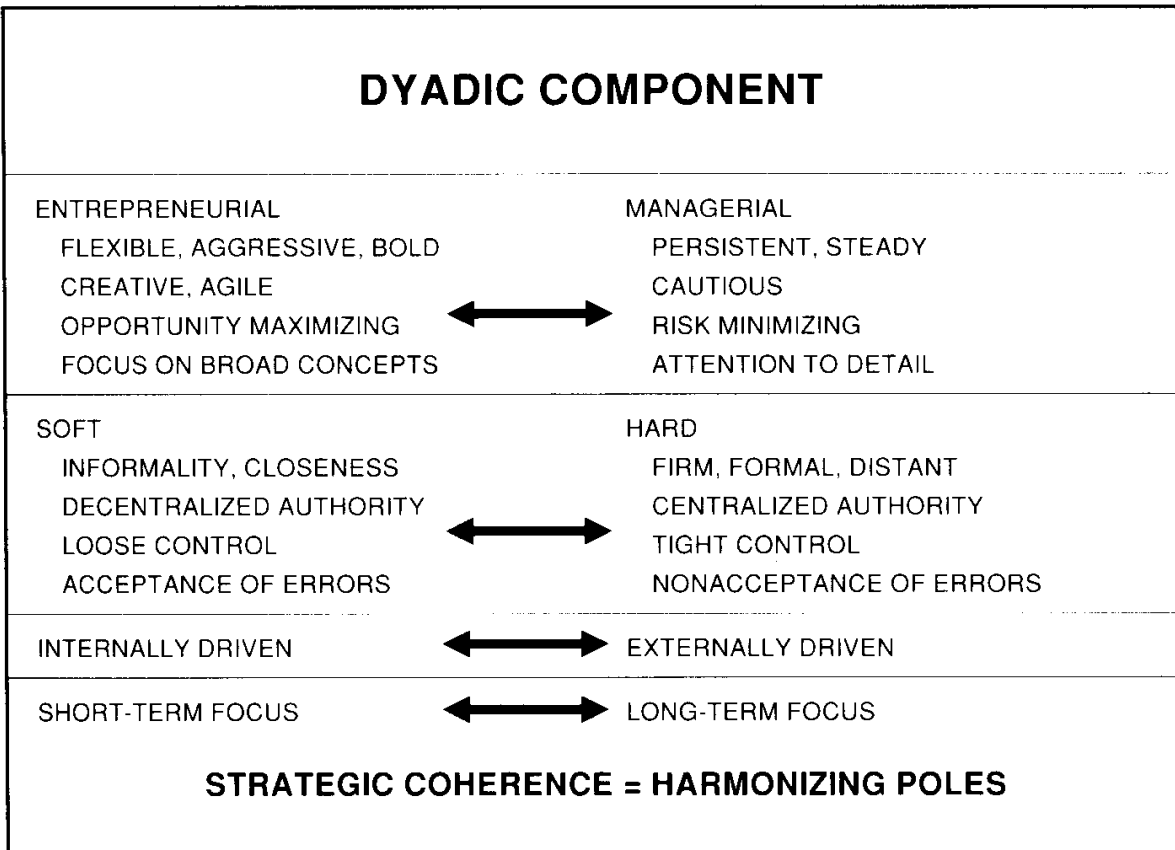 DYADIC COMPONENT
ENTREPRENEURIAL
FLEXIBLE, AGGRESSIVE, BOLD
CREATIVE, AGILE
OPPORTUNITY MAXIMIZING
FOCUS ON BROAD CONCEPTS
MANAGERIAL
PERSISTENT, STEADY
CAUTIOUS
RISK MINIMIZING
ATTENTION TO DETAIL
SOFT
INFORMALITY, CLOSENESS
DECENTRALIZED AUTHORITY
LOOSE CONTROL
ACCEPTANCE OF ERRORS
HARD
FIRM, FORMAL, DISTANT
CENTRALIZED AUTHORITY
TIGHT CONTROL
NONACCEPTANCE OF ERRORS
INTERNALLY DRIVEN
EXTERNALLY DRIVEN
SHORT-TERM FOCUS
LONG-TERM FOCUS
STRATEGIC COHERENCE = HARMONIZING POLES